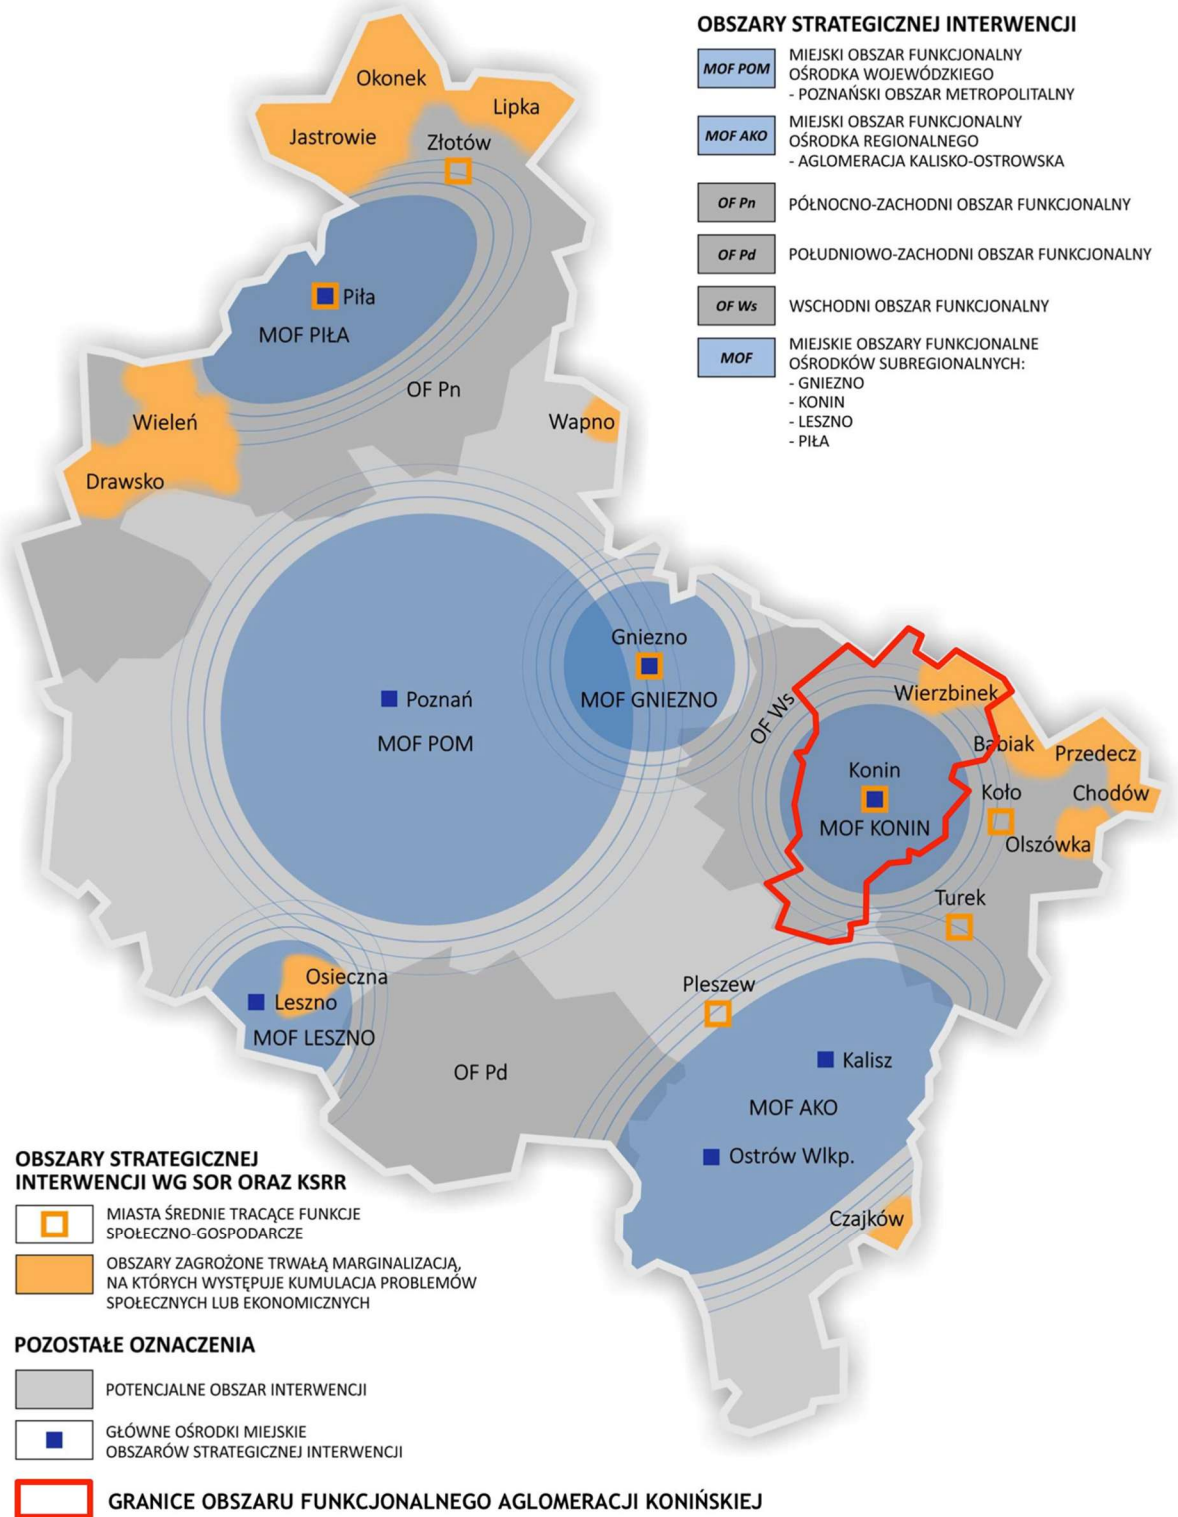 OBSZARY STRATEGICZNEJ INTERWENCJI
MOF POM
MIEJSKI OBSZAR FUNKCJONALNY
OŚRODKA WOJEWÓDZKIEGO
- POZNAŃSKI OBSZAR METROPOLITALNY
MOF AKO
MIEJSKI OBSZAR FUNKCJONALNY
OŚRODKA REGIONALNEGO
- AGLOMERACJA KALISKO-OSTROWSKA
OF Pn
PÓŁNOCNO-ZACHODNI OBSZAR FUNKCJONALNY
OF Pd
POŁUDNIOWO-ZACHODNI OBSZAR FUNKCJONALNY
OF Ws
WSCHODNI OBSZAR FUNKCJONALNY
MOF
MIEJSKIE OBSZARY FUNKCJONALNE
OŚRODKÓW SUBREGIONALNYCH:
- GNIEZNO
- KONIN
- LESZNO
- PIŁA
Okonek
Lipka
Jastrowie
Złotów
Piła
MOF PIŁA
OF Pn
Wieleń
Wapno
Drawsko
Gniezno
MOF GNIEZNO
Poznań
MOF POM
OF Ws
Wierzbinek
Babiak
Przedecz
Konin
MOF KONIN
Koło
Chodów
Olszówka
Turek
Osieczna
Leszno
MOF LESZNO
Pleszew
OF Pd
Kalisz
MOF AKO
Ostrów Wlkp.
Czajków
OBSZARY STRATEGICZNEJ
INTERWENCJI WG SOR ORAZ KSRR
MIASTA ŚREDNIE TRACĄCE FUNKCJE
SPOŁECZNO-GOSPODARCZE
OBSZARY ZAGROŻONE TRWAŁĄ MARGINALIZACJĄ,
NA KTÓRYCH WYSTĘPUJE KUMULACJA PROBLEMÓW
SPOŁECZNYCH LUB EKONOMICZNYCH
POZOSTAŁE OZNACZENIA
POTENCJALNE OBSZAR INTERWENCJI
GŁÓWNE OŚRODKI MIEJSKIE
OBSZARÓW STRATEGICZNEJ INTERWENCJI
GRANICE OBSZARU FUNKCJONALNEGO AGLOMERACJI KONIŃSKIEJ